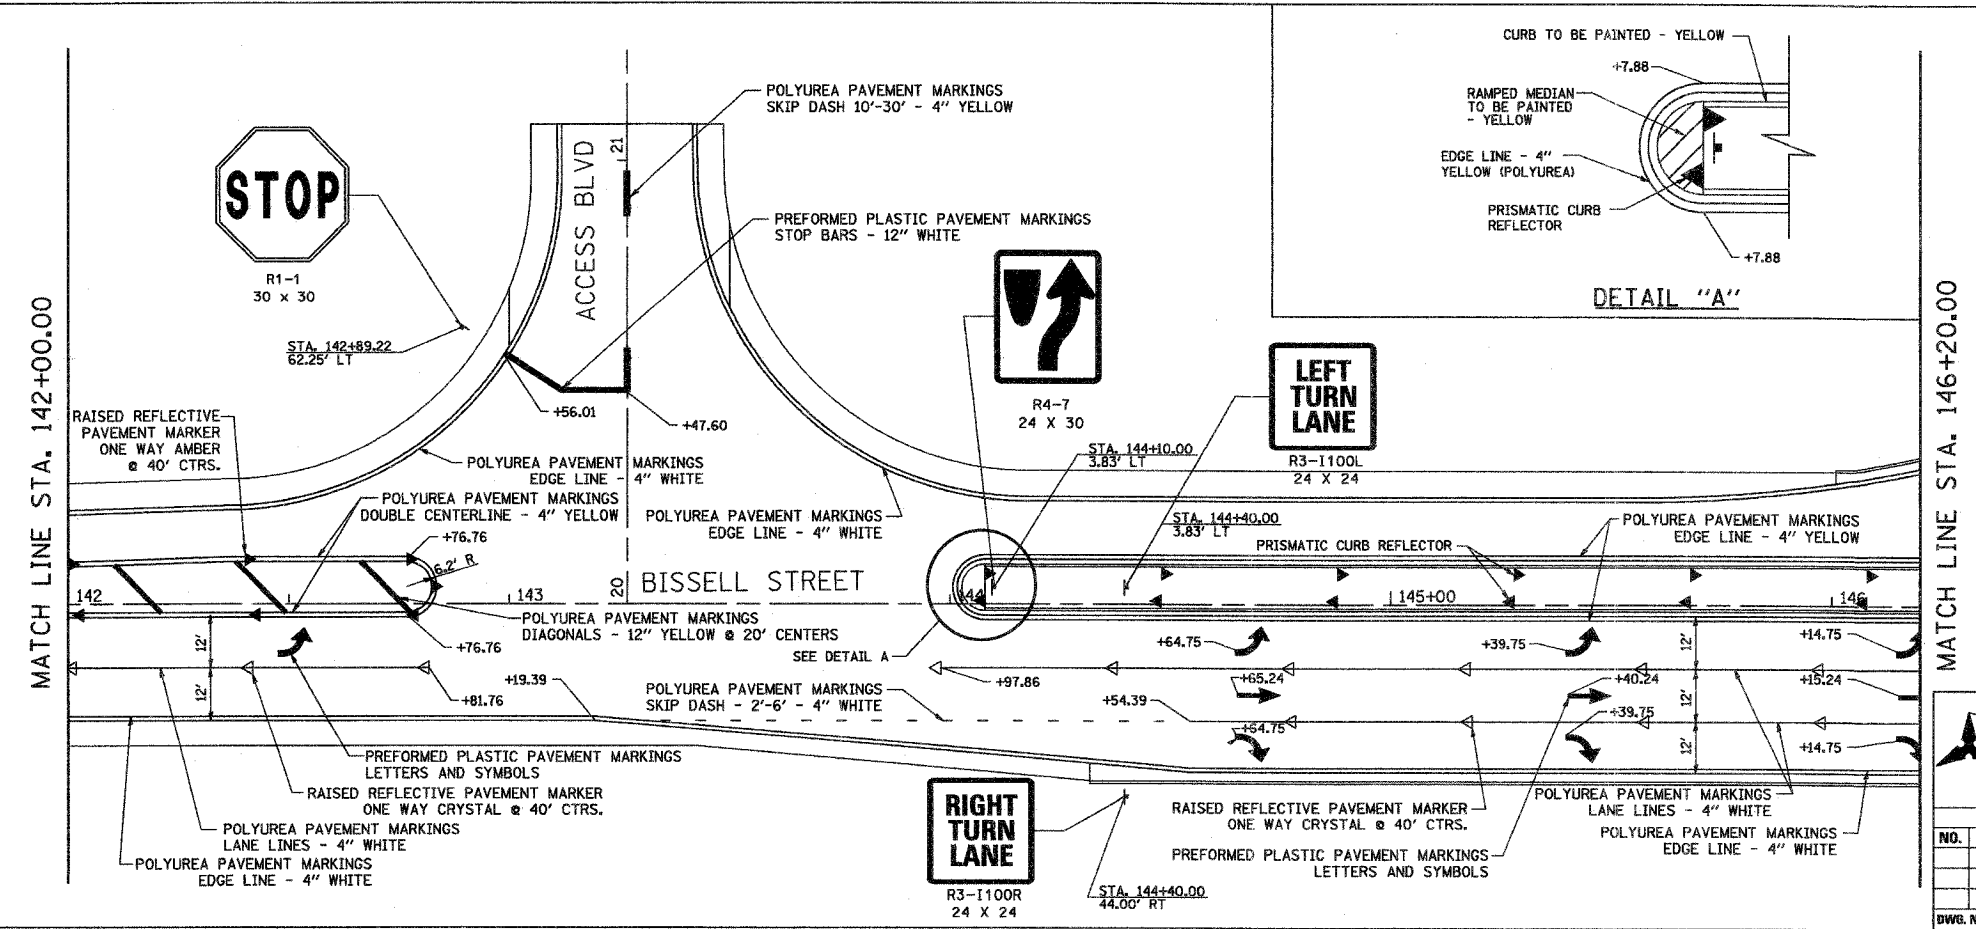 CURB TO BE PAINTED - YELLOW
+7.88
RAMPED MEDIAN
TO BE PAINTED
- YELLOW
EDGE LINE - 4"
YELLOW (POLYUREA)
PRISMATIC CURB
REFLECTOR
+7.88
DETAIL "A"
POLYUREA PAVEMENT MARKINGS
SKIP DASH 10'-30' - 4" YELLOW
21
ACCESS BLVD
STOP
R1-1
30 x 30
PREFORMED PLASTIC PAVEMENT MARKINGS
STOP BARS - 12" WHITE
STA. 142+89.22
62.25' LT
MATCH LINE STA. 142+00.00
MATCH LINE STA. 146+20.00
R4-7
24 X 30
LEFT
TURN
LANE
R3-I100L
24 X 24
+56.01
+47.60
RAISED REFLECTIVE
PAVEMENT MARKER
ONE WAY AMBER
@ 40' CTRS.
POLYUREA PAVEMENT MARKINGS
EDGE LINE - 4" WHITE
STA. 144+10.00
3.83' LT
POLYUREA PAVEMENT MARKINGS
DOUBLE CENTERLINE - 4" YELLOW
POLYUREA PAVEMENT MARKINGS
EDGE LINE - 4" WHITE
STA. 144+40.00
3.83' LT
POLYUREA PAVEMENT MARKINGS
EDGE LINE - 4" YELLOW
PRISMATIC CURB REFLECTOR
+76.76
6.2' R
BISSELL STREET
20
142
143
144
145+00
146
POLYUREA PAVEMENT MARKINGS
DIAGONALS - 12" YELLOW @ 20' CENTERS
+76.76
SEE DETAIL A
12'
12'
+64.75
+39.75
12'
+14.75
+19.39
+81.76
POLYUREA PAVEMENT MARKINGS
SKIP DASH - 2'-6' - 4" WHITE
+97.86
+54.39
+65.24
+40.24
12'
+15.24
+64.75
+39.75
12'
+14.75
PREFORMED PLASTIC PAVEMENT MARKINGS
LETTERS AND SYMBOLS
RAISED REFLECTIVE PAVEMENT MARKER
ONE WAY CRYSTAL @ 40' CTRS.
POLYUREA PAVEMENT MARKINGS
LANE LINES - 4" WHITE
POLYUREA PAVEMENT MARKINGS
EDGE LINE - 4" WHITE
RIGHT
TURN
LANE
R3-I100R
24 X 24
STA. 144+40.00
44.00' RT
RAISED REFLECTIVE PAVEMENT MARKER
ONE WAY CRYSTAL @ 40' CTRS.
PREFORMED PLASTIC PAVEMENT MARKINGS
LETTERS AND SYMBOLS
POLYUREA PAVEMENT MARKINGS
LANE LINES - 4" WHITE
POLYUREA PAVEMENT MARKINGS
EDGE LINE - 4" WHITE
NO.
DWG. N